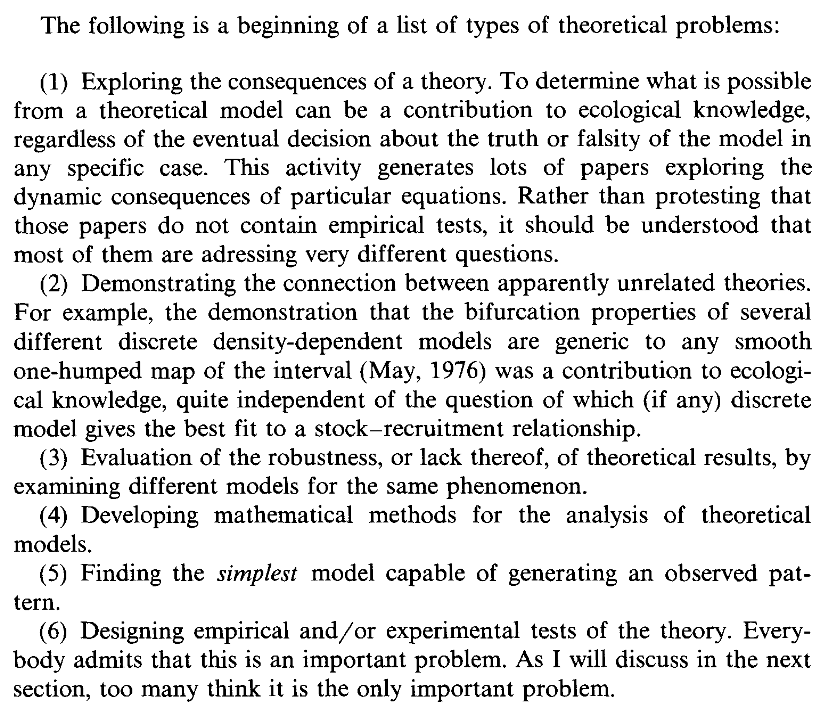 The following is a beginning of a list of types of theoretical problems:
(1) Exploring the consequences of a theory. To determine what is possible
from a theoretical model can be a contribution to ecological knowledge,
regardless of the eventual decision about the truth or falsity of the model in
any specific case. This activity generates lots of papers exploring the
dynamic consequences of particular equations. Rather than protesting that
those papers do not contain empirical tests, it should be understood that
most of them are adressing very different questions.
(2) Demonstrating the connection between apparently unrelated theories.
For example, the demonstration that the bifurcation properties of several
different discrete density-dependent models are generic to any smooth
one-humped map of the interval (May, 1976) was a contribution to ecologi-
cal knowledge, quite independent of the question of which (if any) discrete
model gives the best fit to a stock–recruitment relationship.
(3) Evaluation of the robustness, or lack thereof, of theoretical results, by
examining different models for the same phenomenon.
(4) Developing mathematical methods for the analysis of theoretical
models.
(5) Finding the simplest model capable of generating an observed pat-
tern.
(6) Designing empirical and/or experimental tests of the theory. Every-
body admits that this is an important problem. As I will discuss in the next
section, too many think it is the only important problem.